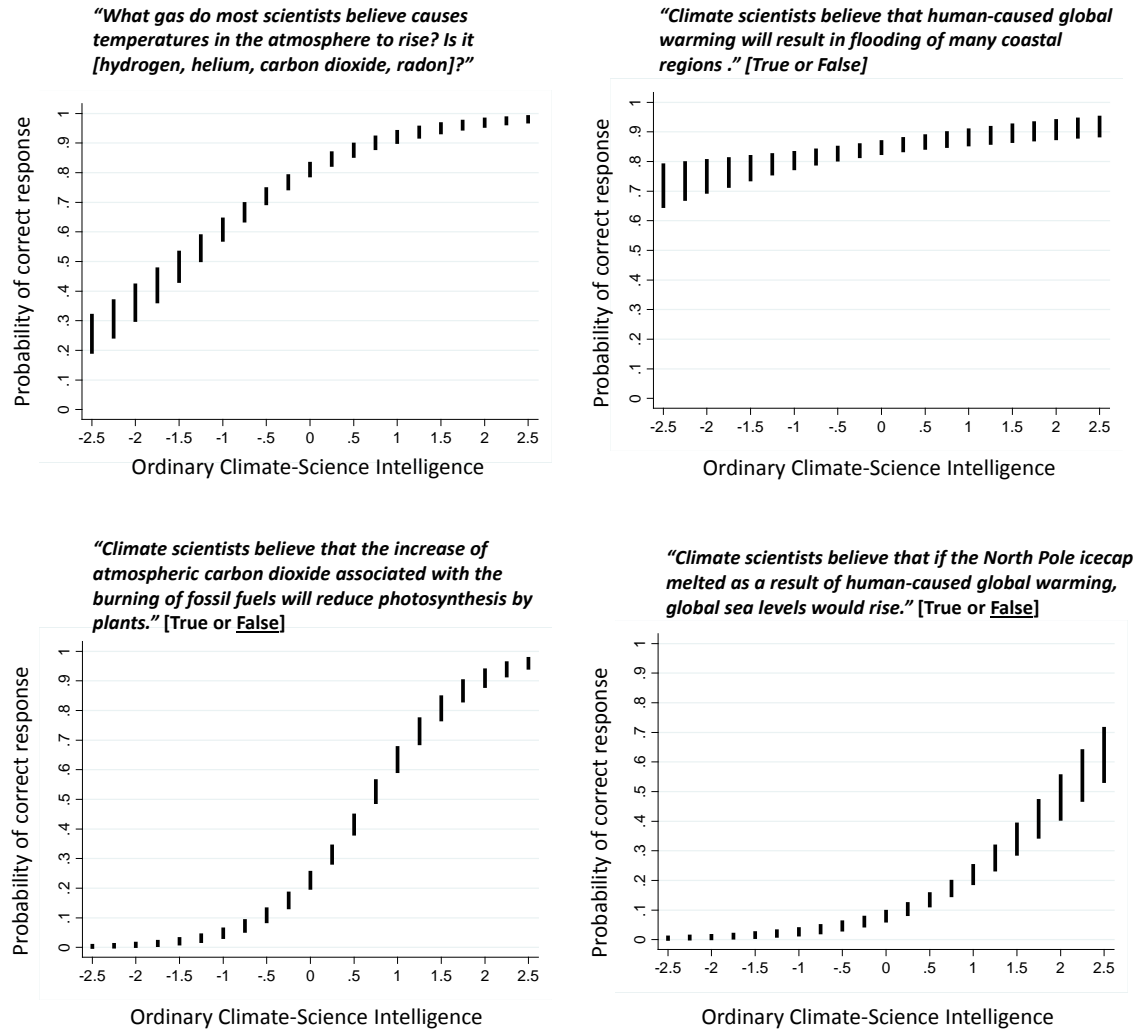 “What gas do most scientists believe causes
temperatures in the atmosphere to rise? Is it
[hydrogen, helium, carbon dioxide, radon]?”
Probability of correct response
1
.9
.8
.7
.6
.5
.4
.3
.2
.1
0
-2.5 -2 -1.5 -1 -.5 0 .5 1 1.5 2 2.5
Ordinary Climate-Science Intelligence
“Climate scientists believe that human-caused global
warming will result in flooding of many coastal
regions .” [True or False]
Probability of correct response
1
.9
.8
.7
.6
.5
.4
.3
.2
.1
0
-2.5 -2 -1.5 -1 -.5 0 .5 1 1.5 2 2.5
Ordinary Climate-Science Intelligence
“Climate scientists believe that the increase of
atmospheric carbon dioxide associated with the
burning of fossil fuels will reduce photosynthesis by
plants.” [True or False]
Probability of correct response
1
.9
.8
.7
.6
.5
.4
.3
.2
.1
0
-2.5 -2 -1.5 -1 -.5 0 .5 1 1.5 2 2.5
Ordinary Climate-Science Intelligence
“Climate scientists believe that if the North Pole icecap
melted as a result of human-caused global warming,
global sea levels would rise.” [True or False]
Probability of correct response
1
.9
.8
.7
.6
.5
.4
.3
.2
.1
0
-2.5 -2 -1.5 -1 -.5 0 .5 1 1.5 2 2.5
Ordinary Climate-Science Intelligence